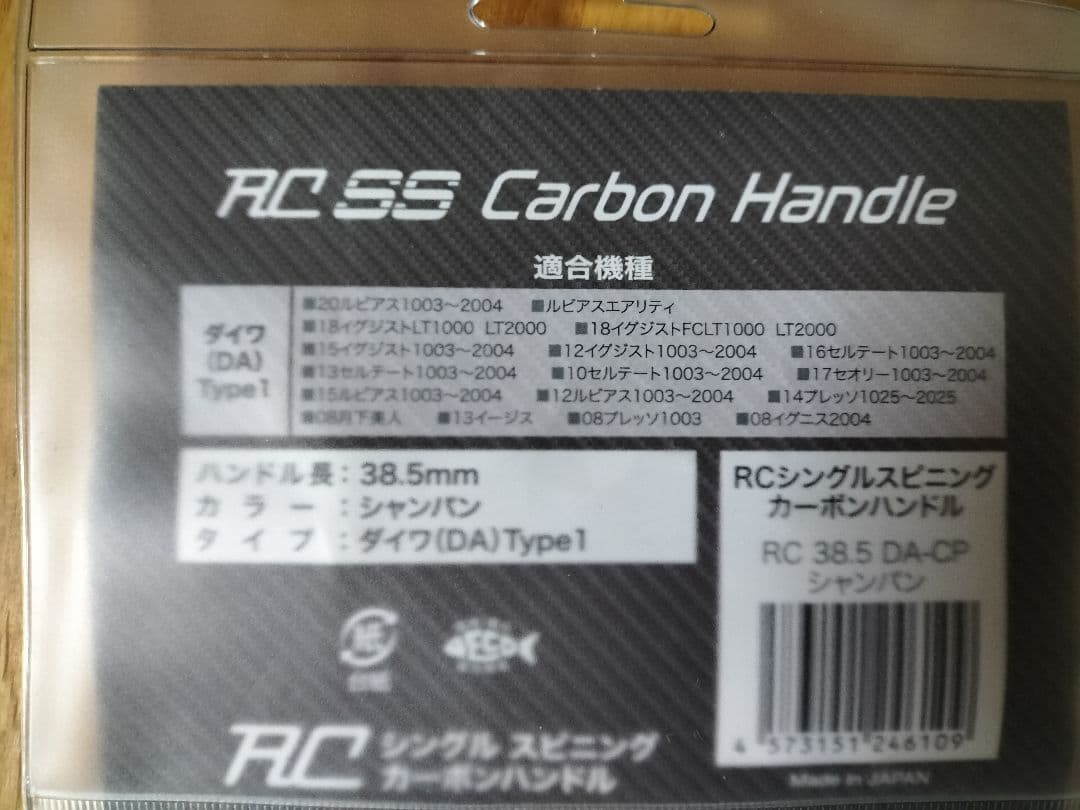 RC SS Carbon Handle
適合機種
ダイワ
(DA)
Type1
■20ルビアス1003～2004 ■ルビアスエアリティ
■18イグジストLT1000 LT2000 ■18イグジストFCLT1000 LT2000
■15イグジスト1003～2004 ■12イグジスト1003～2004 ■16セルテート1003～2004
■13セルテート1003～2004 ■10セルテート1003～2004 ■17セオリー1003～2004
■15ルビアス1003～2004 ■12ルビアス1003～2004 ■14プレッソ1025～2025
■08月下美人 ■13イージス ■08プレッソ1003 ■08イグニス2004
ハンドル長：38.5mm
カラー：シャンパン
タイプ：ダイワ(DA)Type1
RCシングルスピニング
カーボンハンドル
RC 38.5 DA-CP
シャンパン
4 573151 246109
Made in JAPAN
紙
台紙
RC シングル スピニング
カーボンハンドル